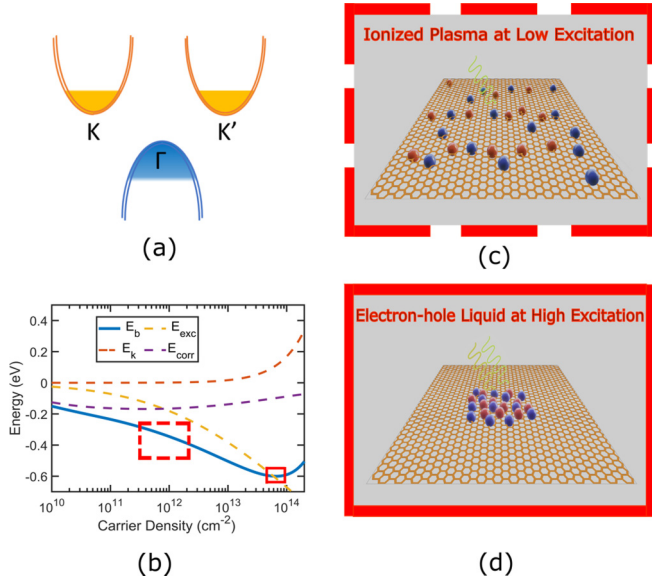 K
K’
Γ
(a)
Ionized Plasma at Low Excitation
(c)
0.4
0.2
0
-0.2
-0.4
-0.6
E_b
E_exc
E_k
E_corr
10^10
10^11
10^12
10^13
10^14
Energy (eV)
Carrier Density (cm^-2)
(b)
Electron-hole Liquid at High Excitation
(d)